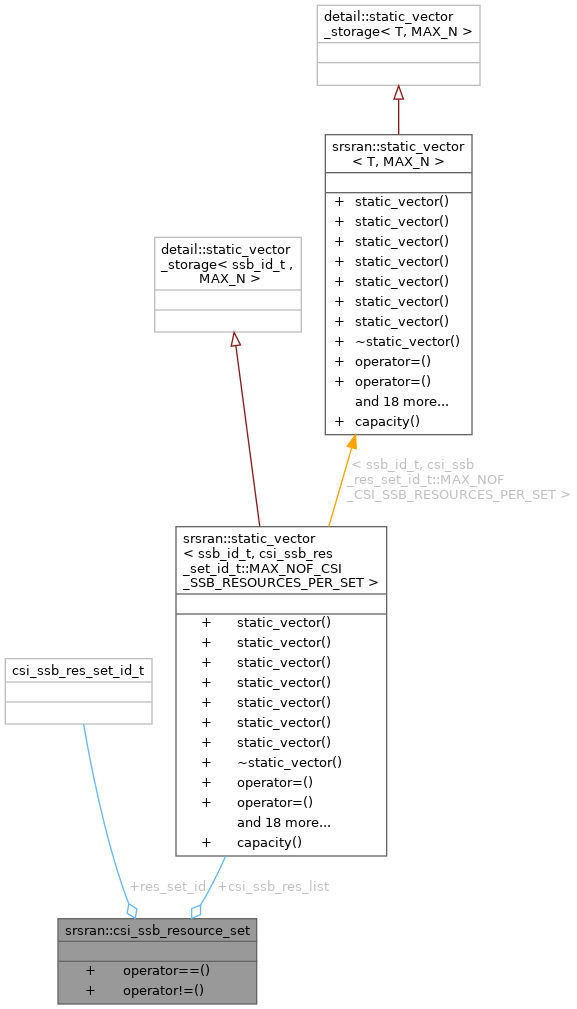 detail::static_vector
_storage< T, MAX_N >
srsran::static_vector
< T, MAX_N >
+ static_vector()
+ static_vector()
+ static_vector()
+ static_vector()
+ static_vector()
+ static_vector()
+ static_vector()
+ ~static_vector()
+ operator=()
+ operator=()
and 18 more...
+ capacity()
detail::static_vector
_storage< ssb_id_t ,
MAX_N >
< ssb_id_t, csi_ssb
_res_set_id_t::MAX_NOF
_CSI_SSB_RESOURCES_PER_SET >
srsran::static_vector
< ssb_id_t, csi_ssb_res
_set_id_t::MAX_NOF_CSI
_SSB_RESOURCES_PER_SET >
+ static_vector()
+ static_vector()
+ static_vector()
+ static_vector()
+ static_vector()
+ static_vector()
+ static_vector()
+ ~static_vector()
+ operator=()
+ operator=()
and 18 more...
+ capacity()
csi_ssb_res_set_id_t
+res_set_id
+csi_ssb_res_list
srsran::csi_ssb_resource_set
+ operator==()
+ operator!=()